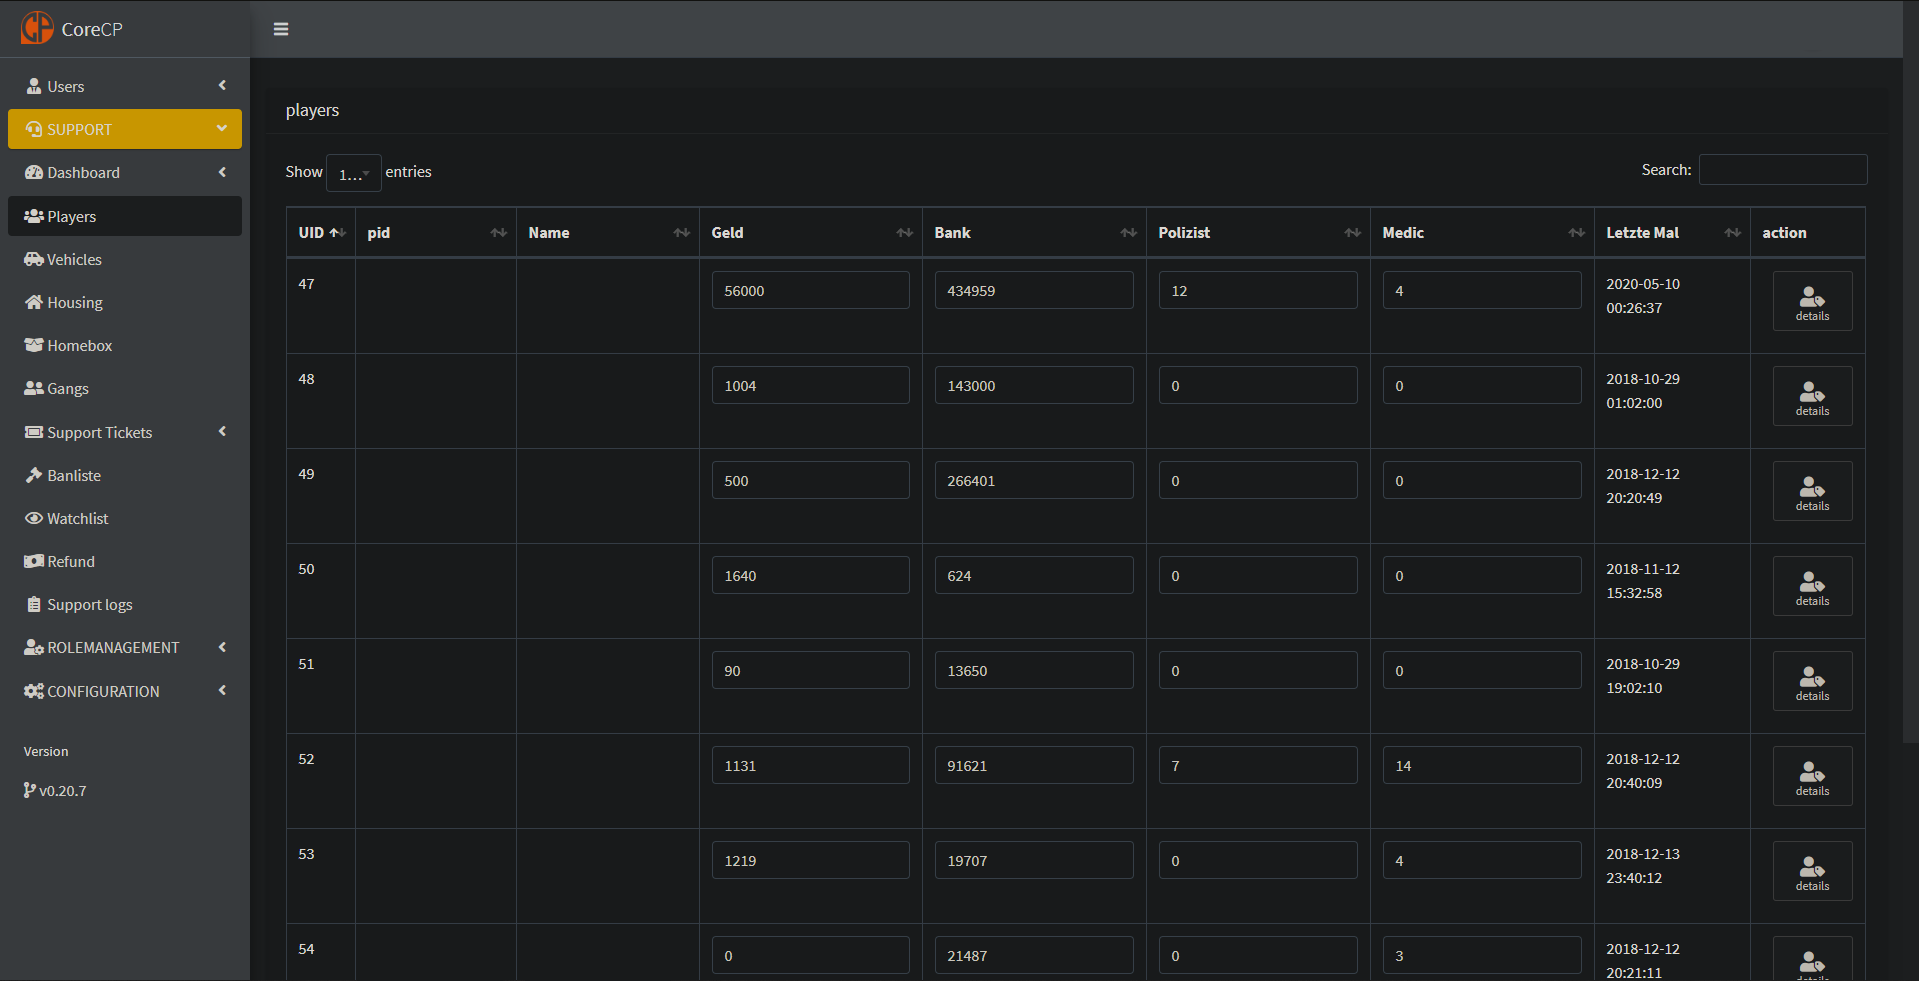 CoreCP
Users
SUPPORT
Dashboard
Players
Vehicles
Housing
Homebox
Gangs
Support Tickets
Banliste
Watchlist
Refund
Support logs
ROLEMANAGEMENT
CONFIGURATION
Version
v0.20.7
players
Show 1... entries
Search:
UID pid Name Geld Bank Polizist Medic Letzte Mal action
47 56000 434959 12 4 2020-05-10
00:26:37
details
48 1004 143000 0 0 2018-10-29
01:02:00
details
49 500 266401 0 0 2018-12-12
20:20:49
details
50 1640 624 0 0 2018-11-12
15:32:58
details
51 90 13650 0 0 2018-10-29
19:02:10
details
52 1131 91621 7 14 2018-12-12
20:40:09
details
53 1219 19707 0 4 2018-12-13
23:40:12
details
54 0 21487 0 3 2018-12-12
20:21:11